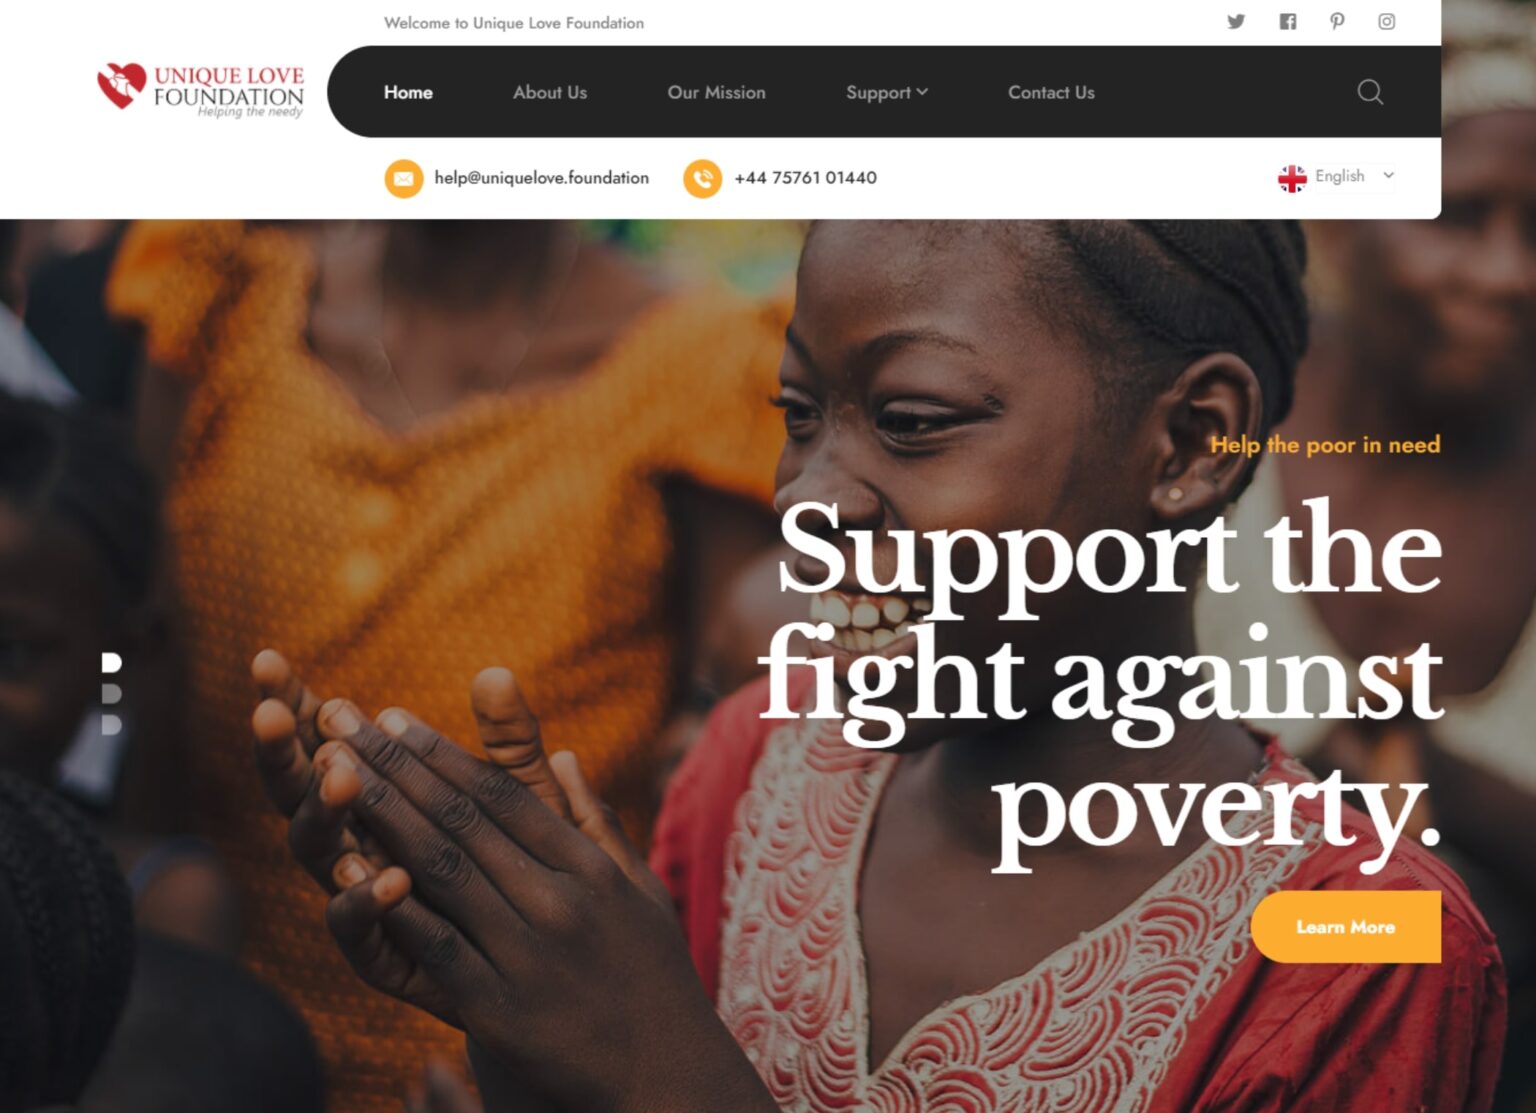 Welcome to Unique Love Foundation
UNIQUE LOVE
FOUNDATION
Helping the needy
Home About Us Our Mission Support Contact Us
help@uniquelove.foundation +44 75761 01440 English
Help the poor in need
Support the
fight against
poverty.
Learn More